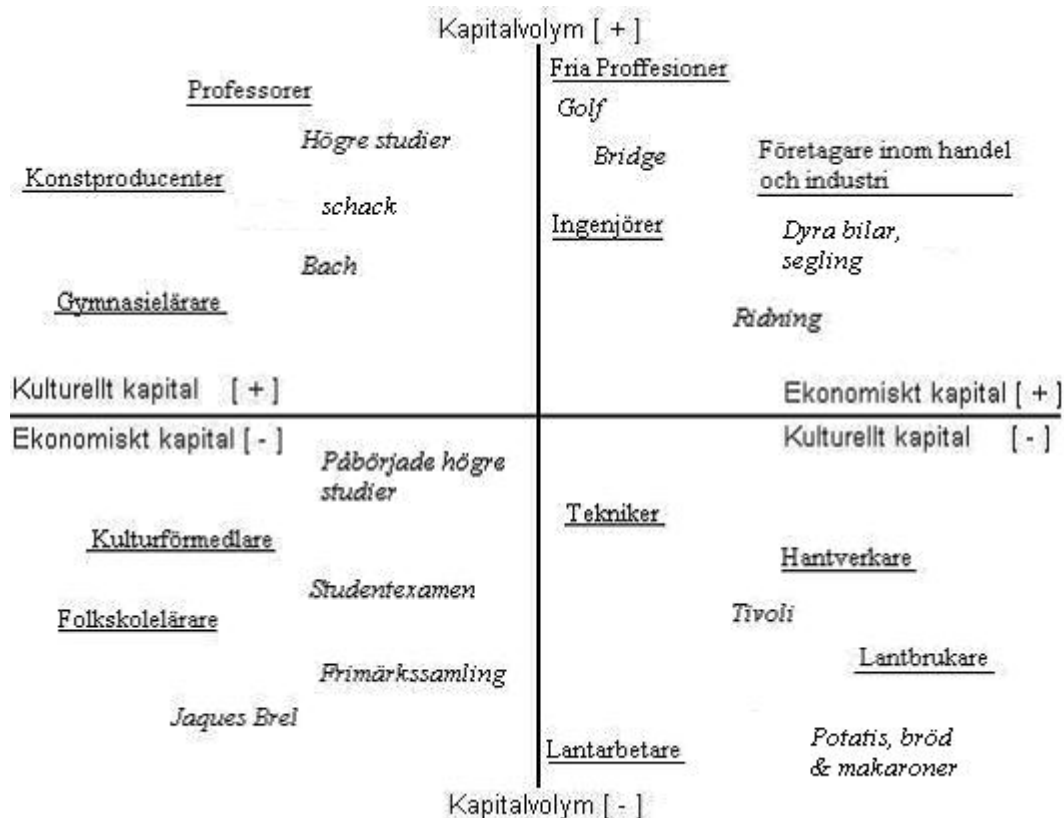 Kapitalvolym [ + ]
Fria Proffesioner
Professorer
Golf
Högre studier
Bridge
Företagare inom handel
och industri
Konstproducenter
schack
Ingenjörer
Dyra bilar,
segling
Bach
Gymnasielärare
Ridning
Kulturellt kapital [ + ]
Ekonomiskt kapital [ + ]
Ekonomiskt kapital [ - ]
Kulturellt kapital [ - ]
Påbörjade högre
studier
Tekniker
Kulturförmedlare
Hantverkare
Studentexamen
Folkskolelärare
Tivoli
Lantbrukare
Frimärkssamling
Jaques Brel
Lantarbetare
Potatis, bröd
& makaroner
Kapitalvolym [ - ]